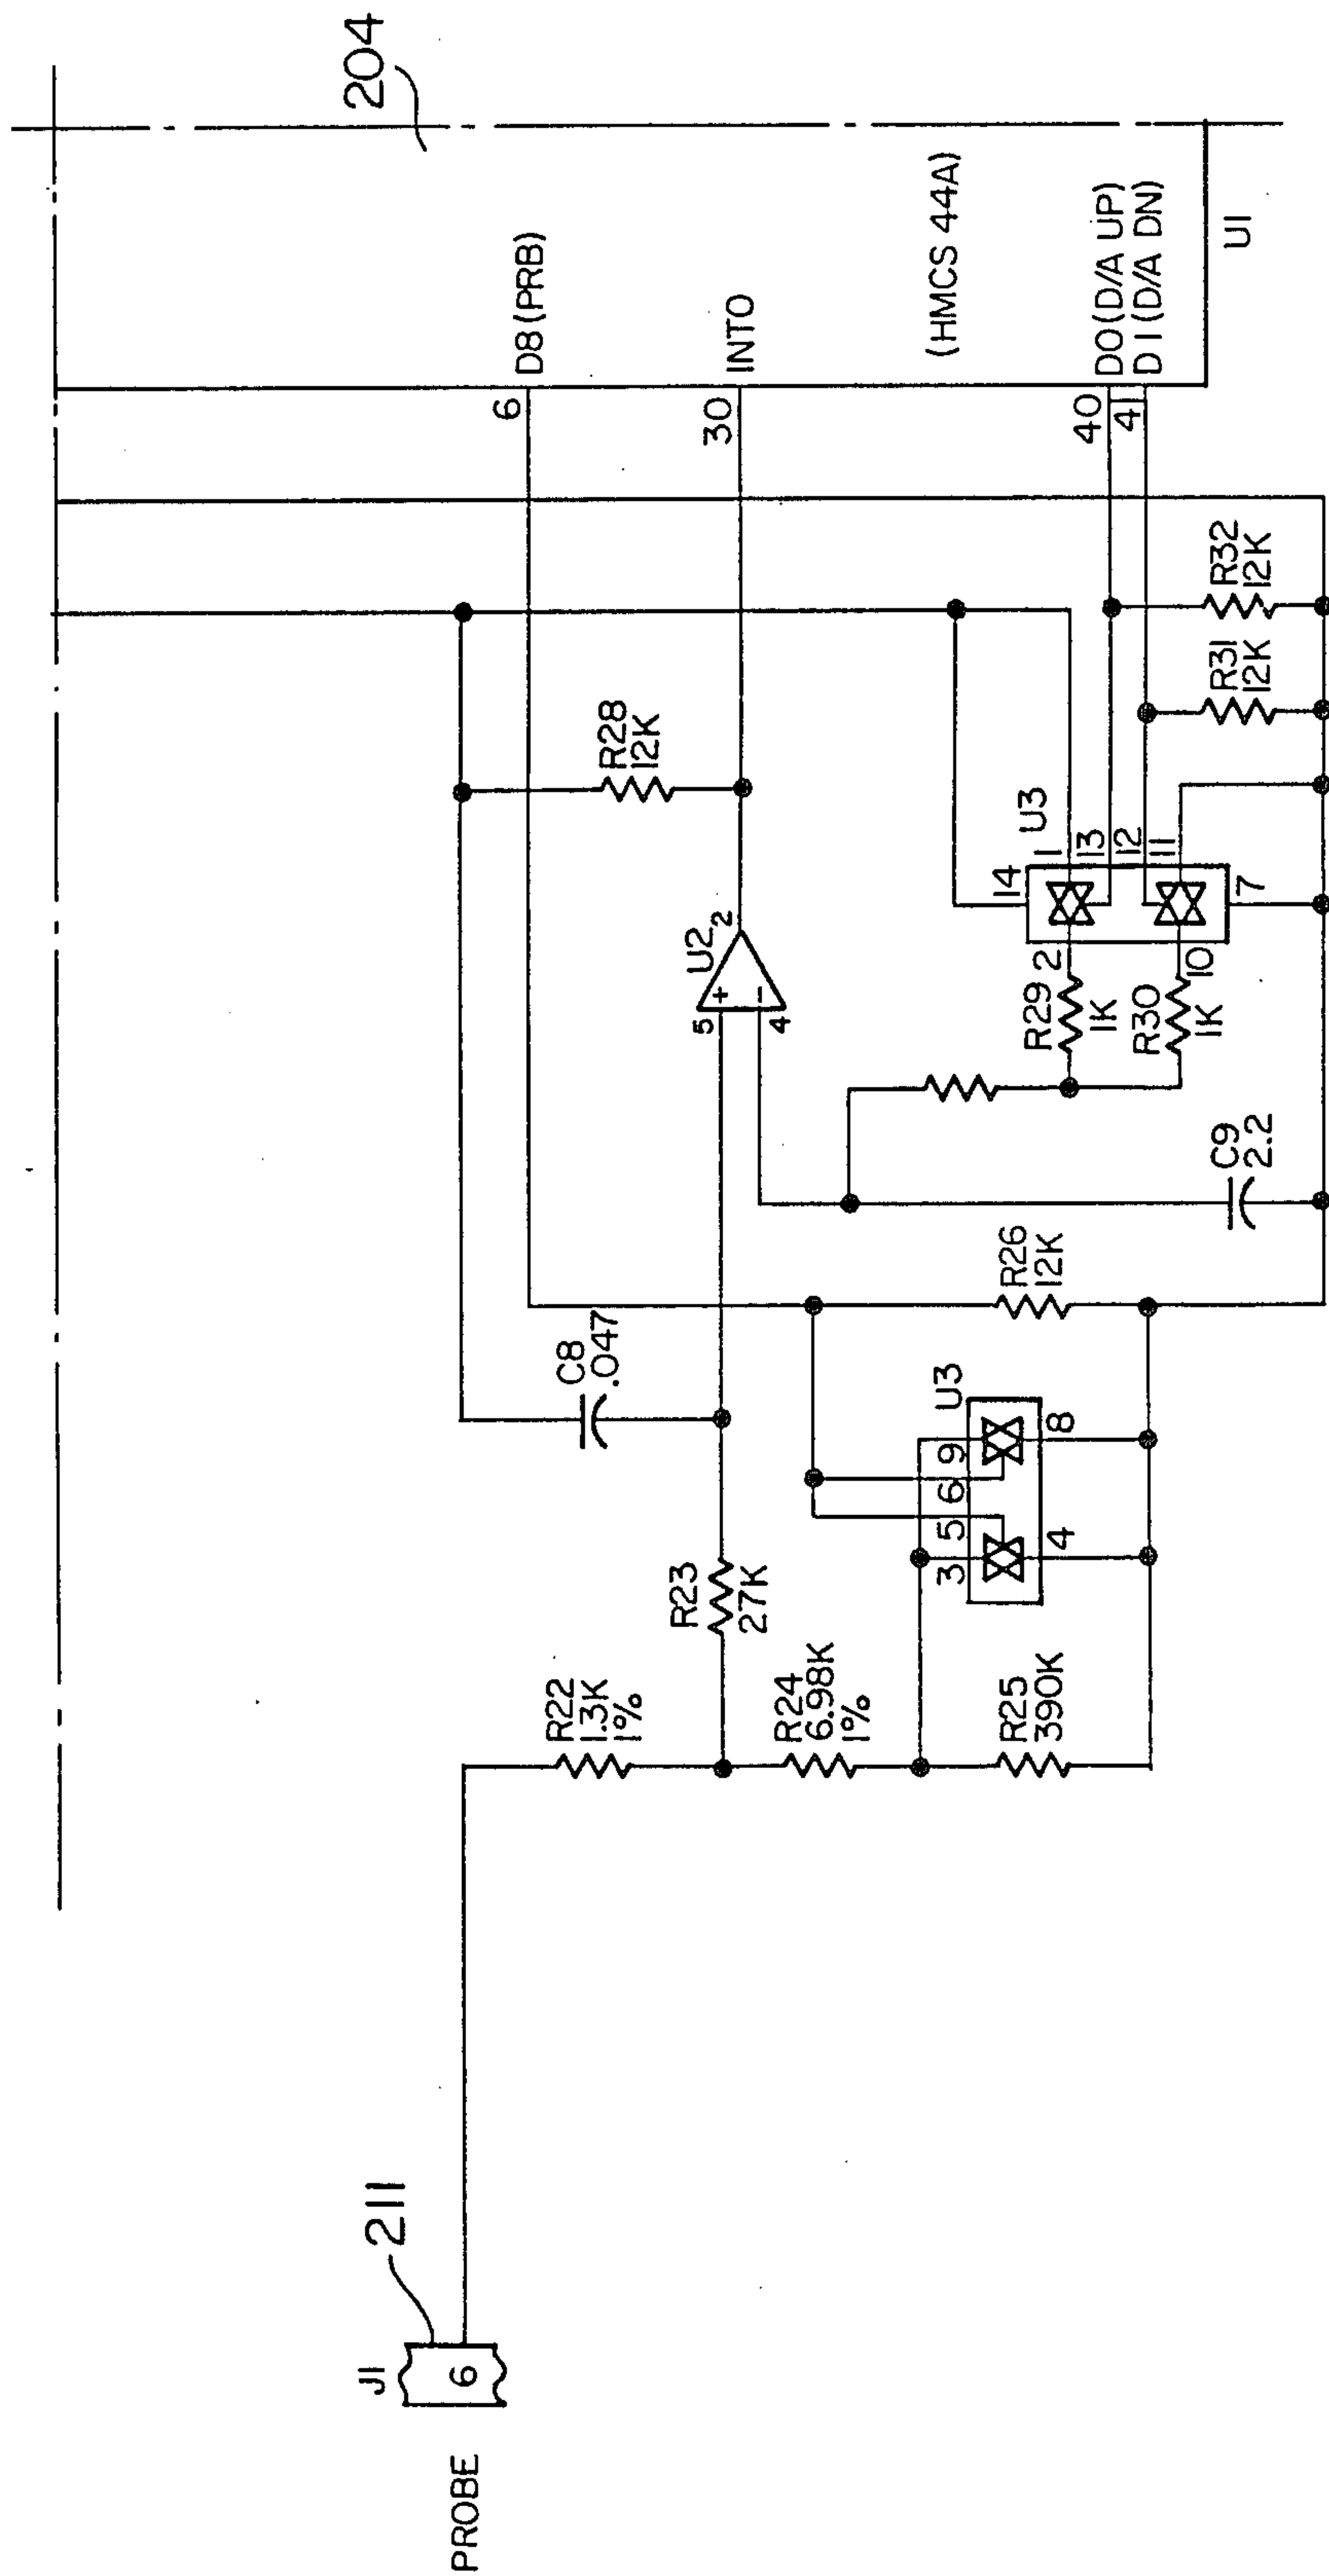 204
D8 (PRB)
6
INTO
30
(HMCS 44A)
DO (D/A UP)
40
D1 (D/A DN)
41
U1
R28
12K
R32
12K
R31
12K
U3
14
1
13
12
11
7
2
10
U2
2
5
+
4
−
R29
1K
R30
1K
C9
2.2
C8
.047
R26
12K
U3
9
8
6
5
3
4
R23
27K
R22
1.3K
1%
R24
6.98K
1%
R25
390K
211
J1
6
PROBE